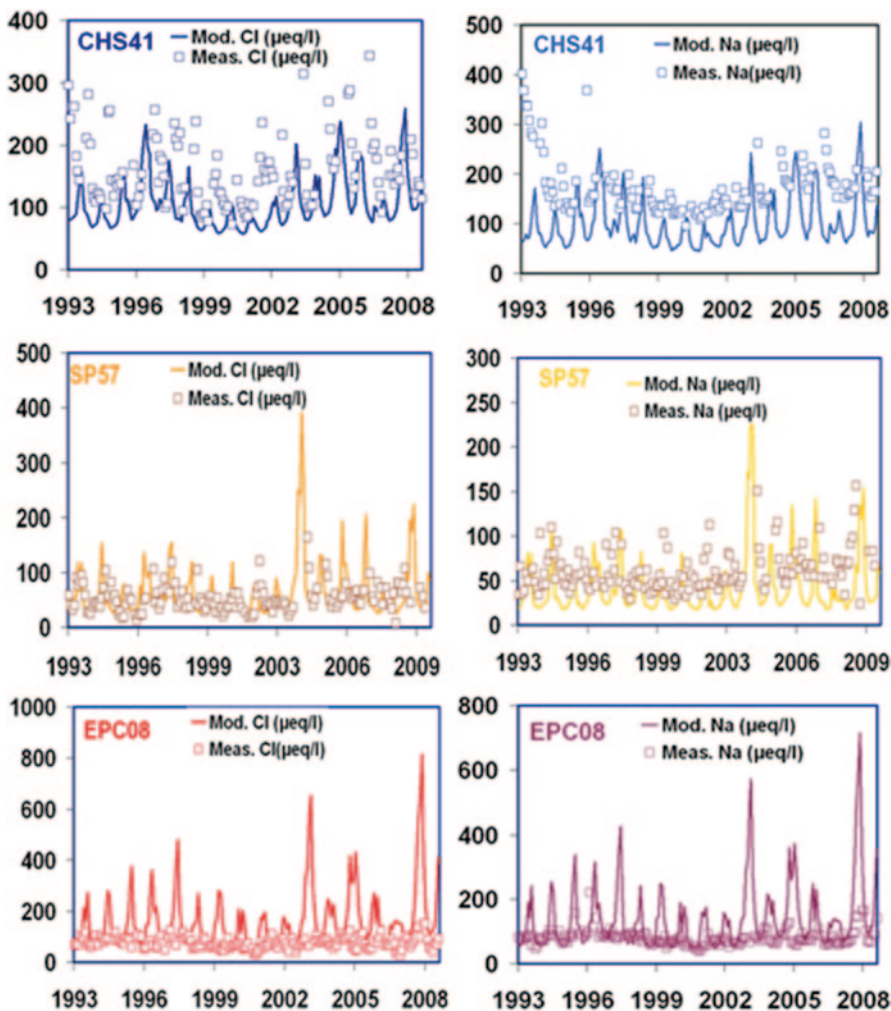 CHS41
Mod. Cl (µeq/l)
Meas. Cl (µeq/l)
400
300
200
100
0
1993 1996 1999 2002 2005 2008
CHS41
Mod. Na (µeq/l)
Meas. Na(µeq/l)
500
400
300
200
100
0
1993 1996 1999 2002 2005 2008
SP57
Mod. Cl (µeq/l)
Meas. Cl (µeq/l)
500
400
300
200
100
0
1993 1996 1999 2002 2003 2006 2009
SP57
Mod. Na (µeq/l)
Meas. Na (µeq/l)
300
250
200
150
100
50
0
1993 1996 1999 2003 2006 2009
EPC08
Mod. Cl (µeq/l)
Meas. Cl(µeq/l)
1000
800
600
400
200
0
1993 1996 1999 2002 2005 2008
EPC08
Mod. Na (µeq/l)
Meas. Na (µeq/l)
800
600
400
200
0
1993 1996 1999 2002 2005 2008